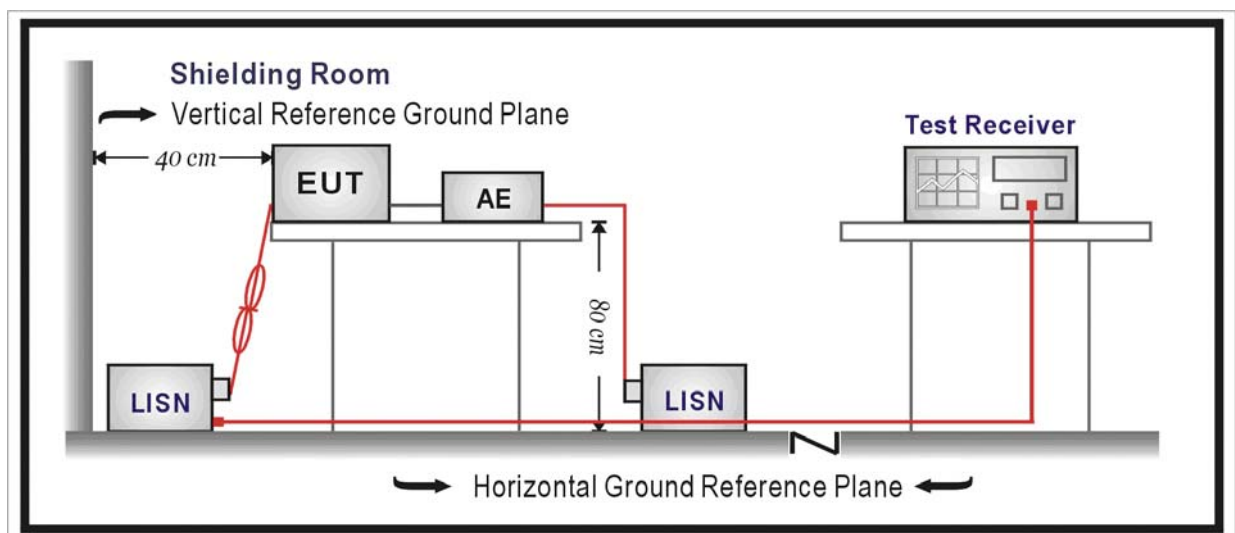 Shielding Room
Vertical Reference Ground Plane
Test Receiver
40 cm
EUT
AE
80 cm
LISN
LISN
Horizontal Ground Reference Plane